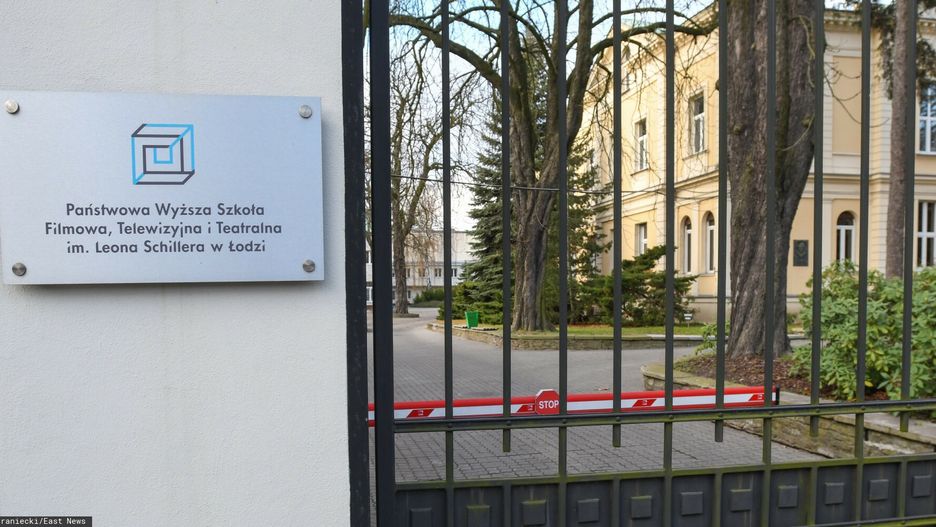 Państwowa Wyższa Szkoła
Filmowa, Telewizyjna i Teatralna
im. Leona Schillera w Łodzi
STOP
raniecki/East News